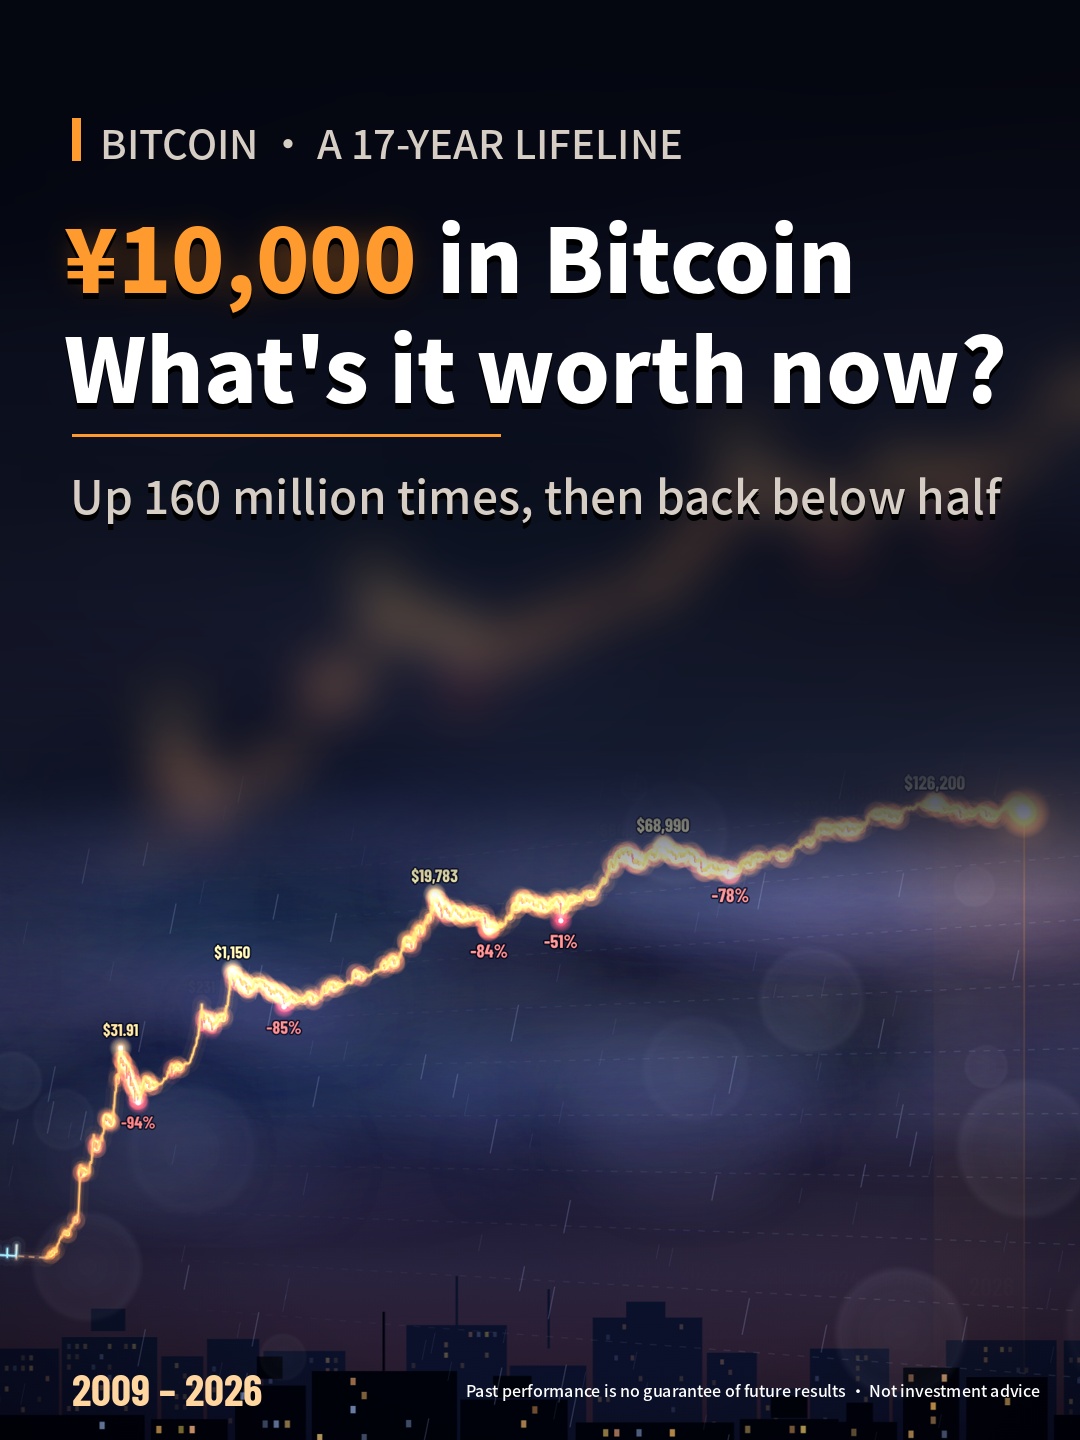 BITCOIN • A 17-YEAR LIFELINE
¥10,000 in Bitcoin
What's it worth now?
Up 160 million times, then back below half
$126,200
$68,990
$19,783
-78%
-84%
-51%
$1,150
-85%
$31.91
-94%
2009 – 2026
Past performance is no guarantee of future results • Not investment advice